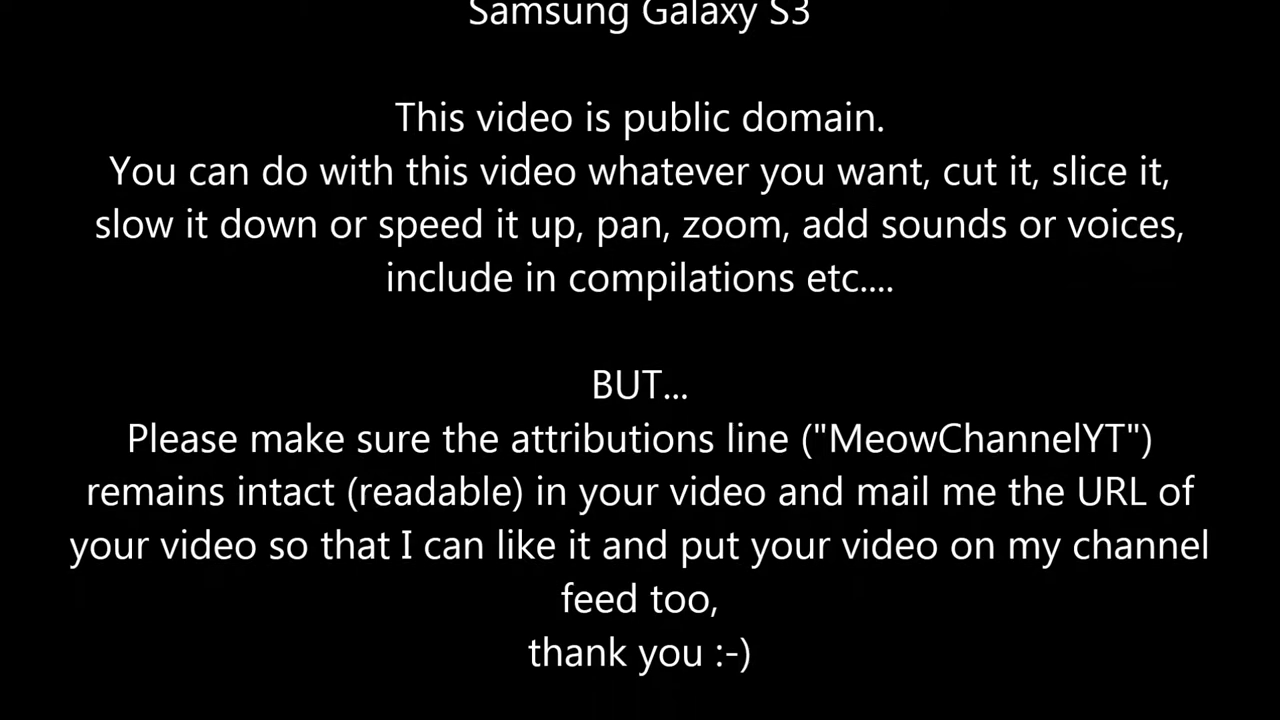 Samsung Galaxy S3
This video is public domain.
You can do with this video whatever you want, cut it, slice it,
slow it down or speed it up, pan, zoom, add sounds or voices,
include in compilations etc....
BUT...
Please make sure the attributions line ("MeowChannelYT")
remains intact (readable) in your video and mail me the URL of
your video so that I can like it and put your video on my channel
feed too,
thank you :-)